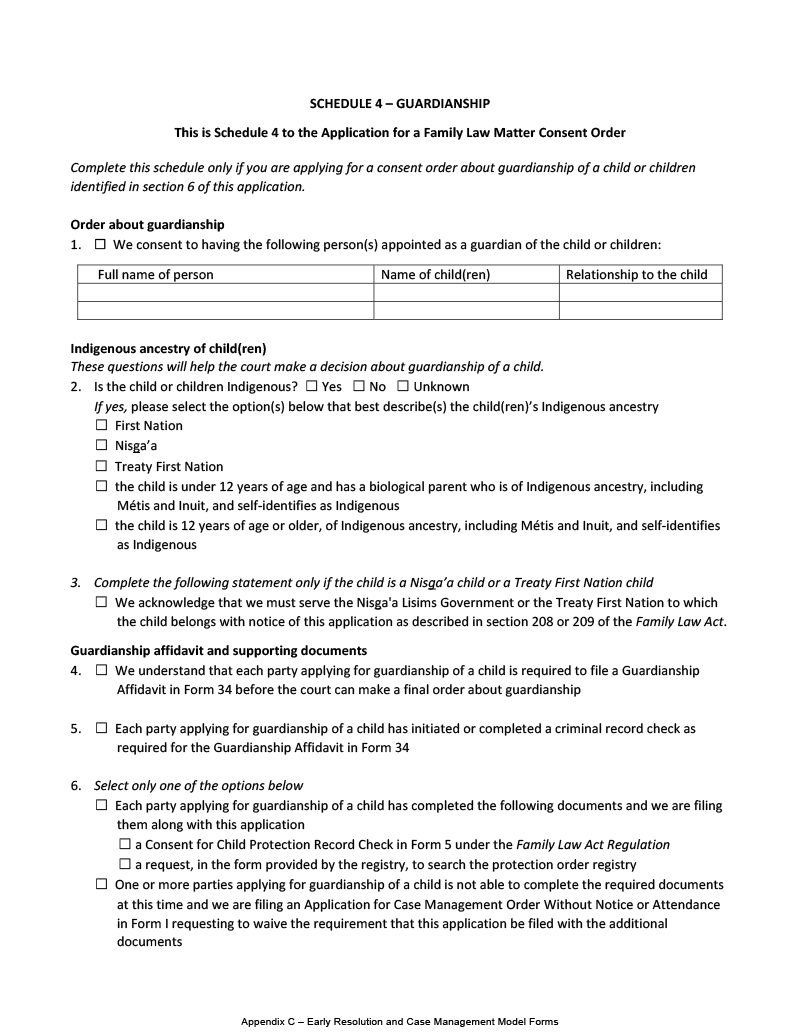 SCHEDULE 4 – GUARDIANSHIP
This is Schedule 4 to the Application for a Family Law Matter Consent Order
Complete this schedule only if you are applying for a consent order about guardianship of a child or children
identified in section 6 of this application.
Order about guardianship
1. ☐ We consent to having the following person(s) appointed as a guardian of the child or children:
Full name of person Name of child(ren) Relationship to the child
Indigenous ancestry of child(ren)
These questions will help the court make a decision about guardianship of a child.
2. Is the child or children Indigenous? ☐ Yes ☐ No ☐ Unknown
If yes, please select the option(s) below that best describe(s) the child(ren)’s Indigenous ancestry
☐ First Nation
☐ Nisg̲a’a
☐ Treaty First Nation
☐ the child is under 12 years of age and has a biological parent who is of Indigenous ancestry, including
Métis and Inuit, and self-identifies as Indigenous
☐ the child is 12 years of age or older, of Indigenous ancestry, including Métis and Inuit, and self-identifies
as Indigenous
3. Complete the following statement only if the child is a Nisg̲a’a child or a Treaty First Nation child
☐ We acknowledge that we must serve the Nisg̲a'a Lisims Government or the Treaty First Nation to which
the child belongs with notice of this application as described in section 208 or 209 of the Family Law Act.
Guardianship affidavit and supporting documents
4. ☐ We understand that each party applying for guardianship of a child is required to file a Guardianship
Affidavit in Form 34 before the court can make a final order about guardianship
5. ☐ Each party applying for guardianship of a child has initiated or completed a criminal record check as
required for the Guardianship Affidavit in Form 34
6. Select only one of the options below
☐ Each party applying for guardianship of a child has completed the following documents and we are filing
them along with this application
☐ a Consent for Child Protection Record Check in Form 5 under the Family Law Act Regulation
☐ a request, in the form provided by the registry, to search the protection order registry
☐ One or more parties applying for guardianship of a child is not able to complete the required documents
at this time and we are filing an Application for Case Management Order Without Notice or Attendance
in Form I requesting to waive the requirement that this application be filed with the additional
documents
Appendix C – Early Resolution and Case Management Model Forms